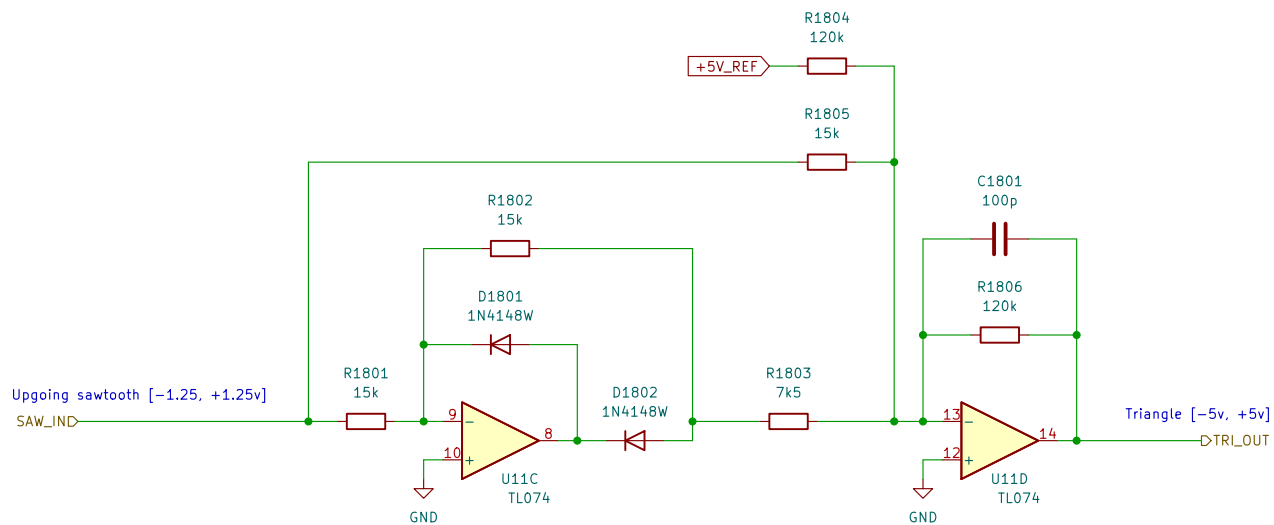 R1804
120k
+5V_REF
R1805
15k
C1801
100p
R1802
15k
R1806
120k
D1801
1N4148W
R1801
15k
R1803
7k5
D1802
1N4148W
Upgoing sawtooth [-1.25, +1.25v]
SAW_IN
Triangle [-5v, +5v]
TRI_OUT
9
8
10
13
14
12
-
+
-
+
U11C
TL074
U11D
TL074
GND
GND